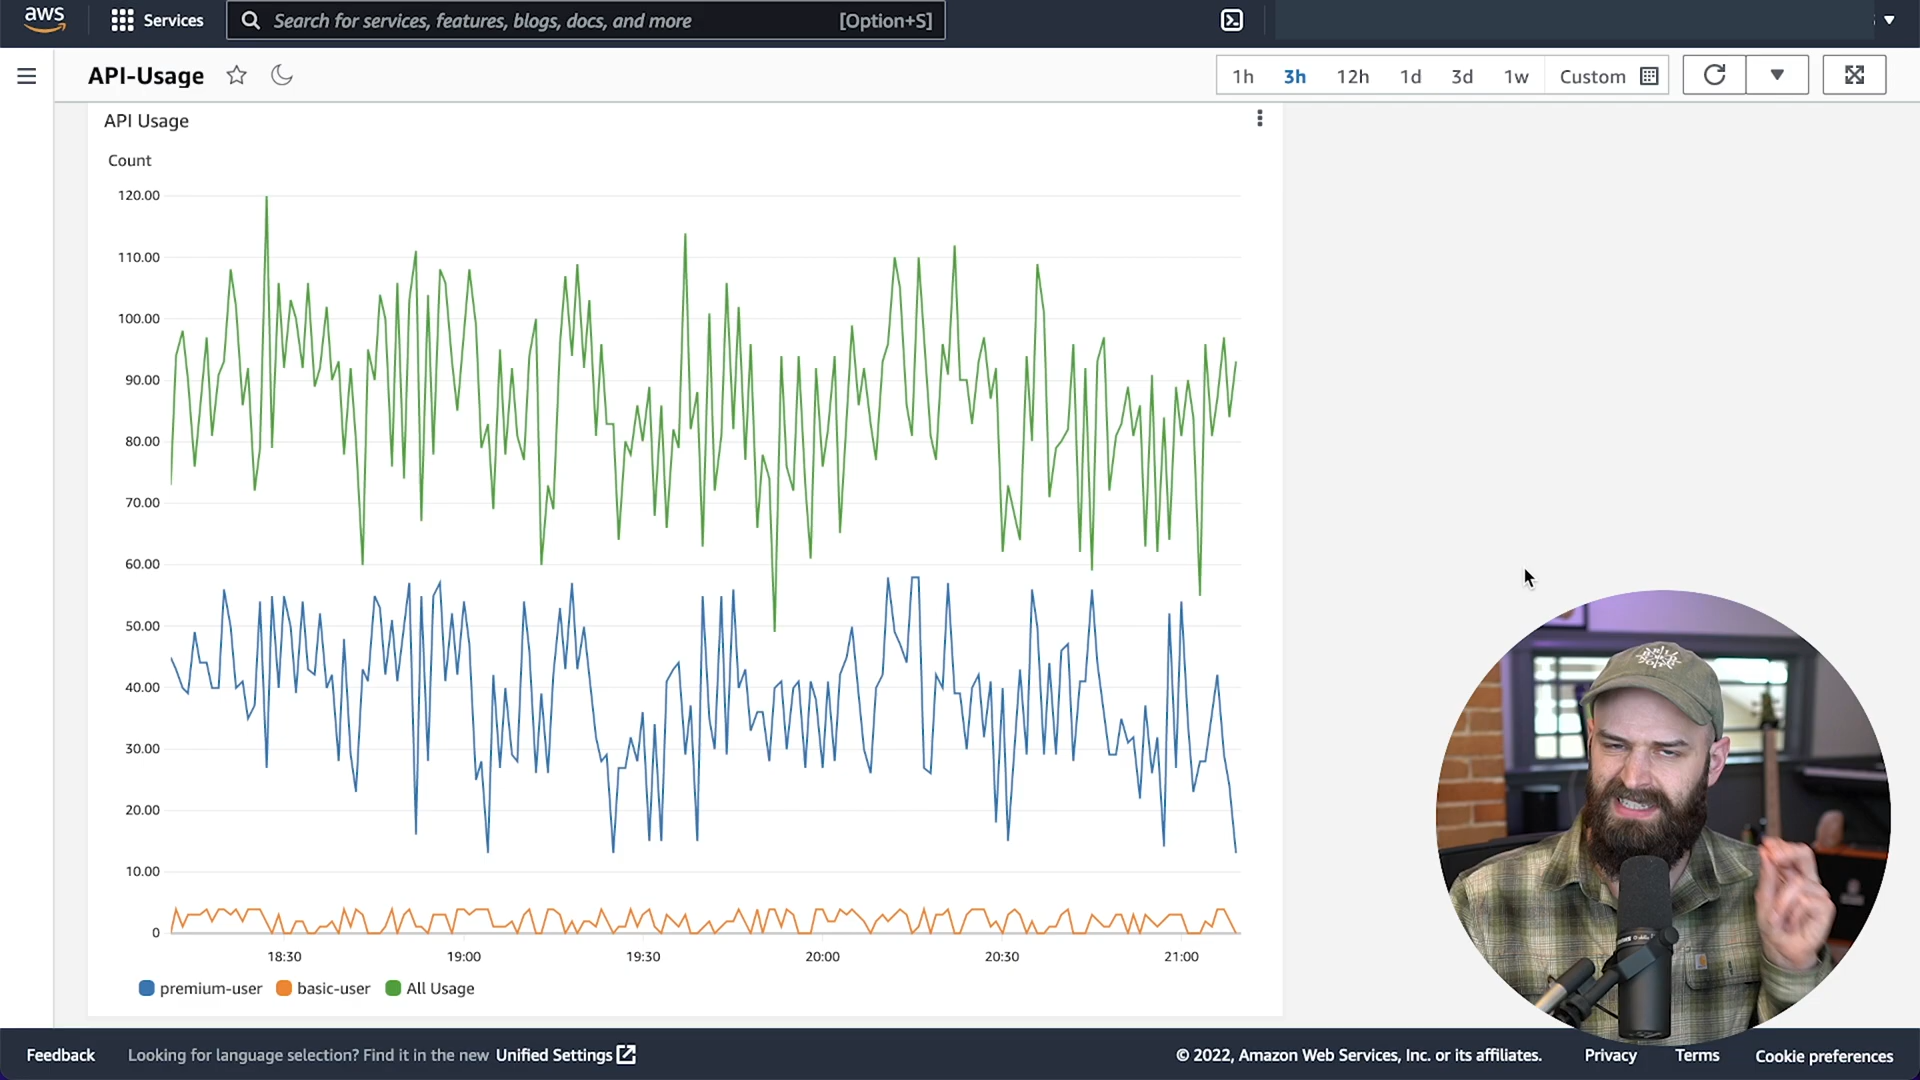 aws
Services
Search for services, features, blogs, docs, and more
[Option+S]
API-Usage
1h 3h 12h 1d 3d 1w Custom
API Usage
Count
120.00
110.00
100.00
90.00
80.00
70.00
60.00
50.00
40.00
30.00
20.00
10.00
0
18:30 19:00 19:30 20:00 20:30 21:00
premium-user basic-user All Usage
Feedback Looking for language selection? Find it in the new Unified Settings
© 2022, Amazon Web Services, Inc. or its affiliates. Privacy Terms Cookie preferences